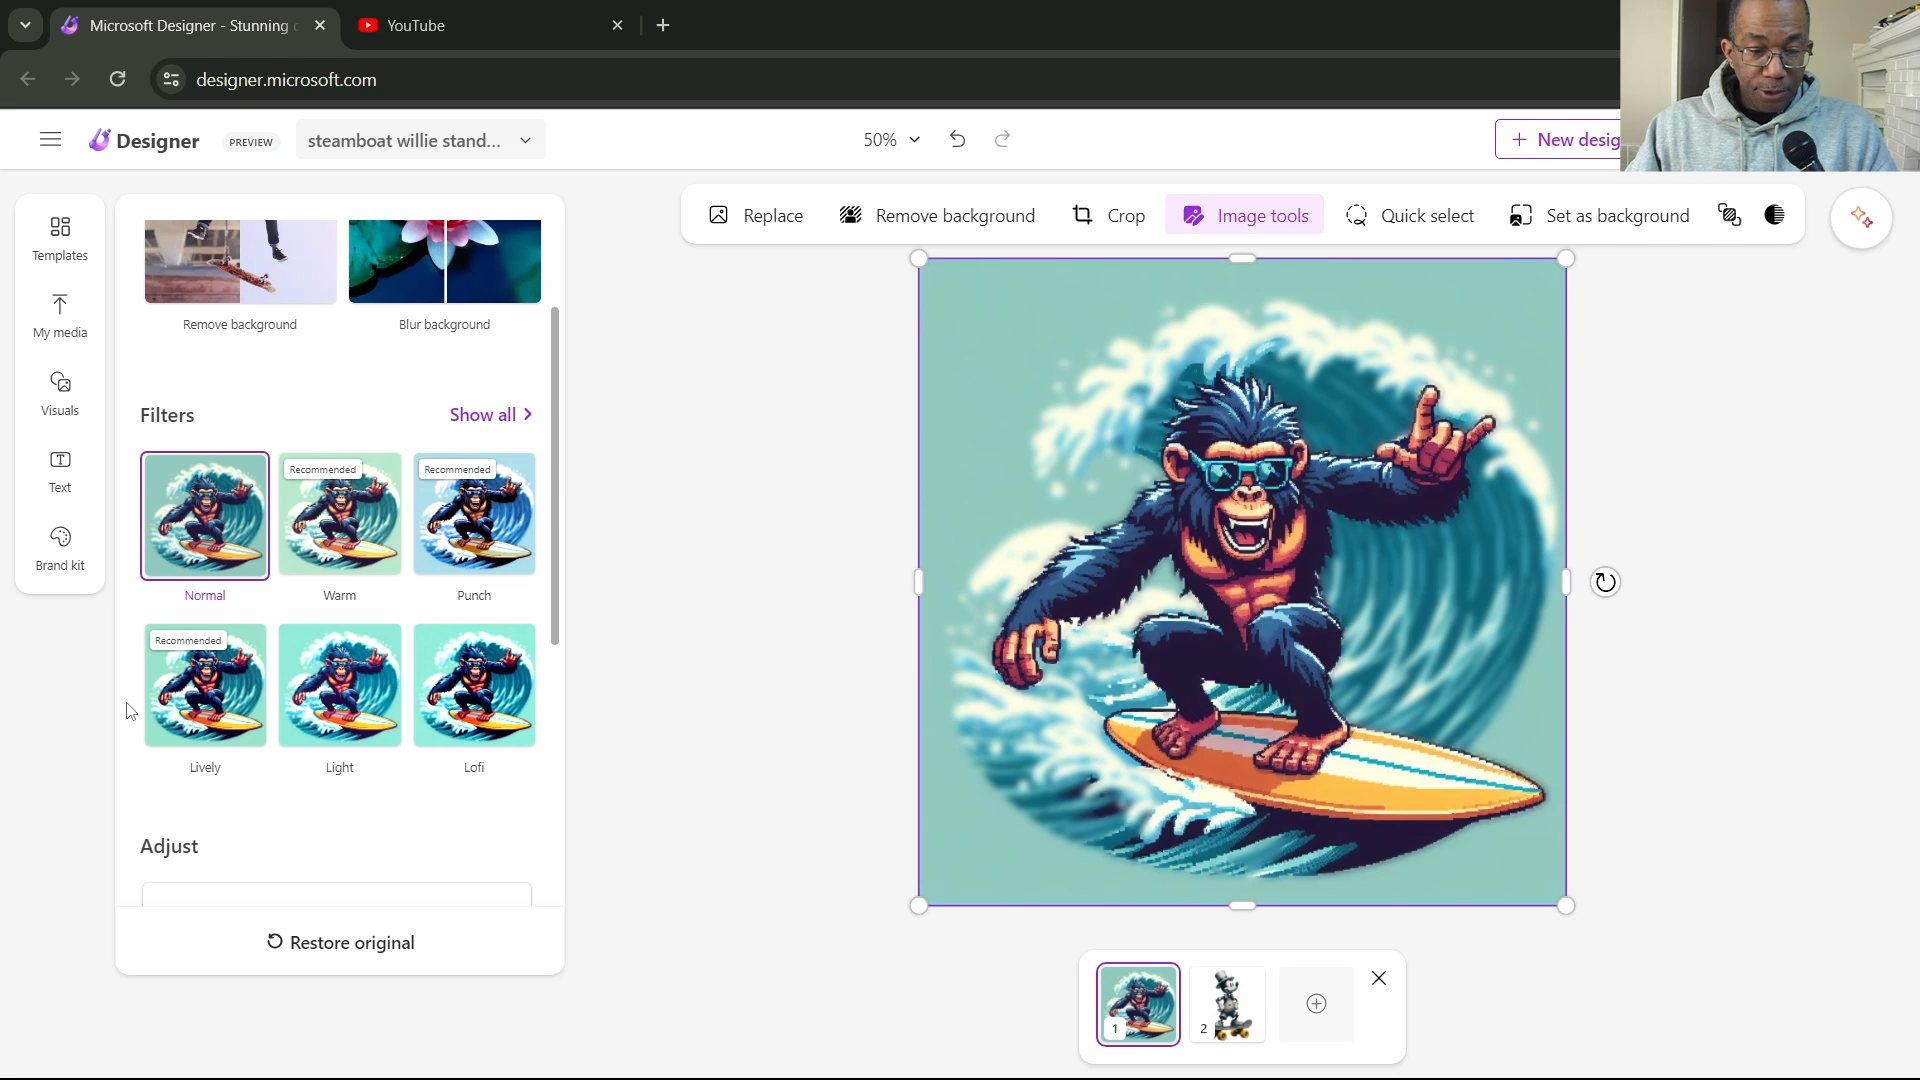 Microsoft Designer - Stunning
YouTube
designer.microsoft.com
Designer
PREVIEW
steamboat willie stand...
50%
New desig
Templates
My media
Visuals
Text
Brand kit
Replace
Remove background
Crop
Image tools
Quick select
Set as background
Remove background
Blur background
Filters
Show all
Recommended
Recommended
Normal
Warm
Punch
Recommended
Lively
Light
Lofi
Adjust
Restore original
1
2